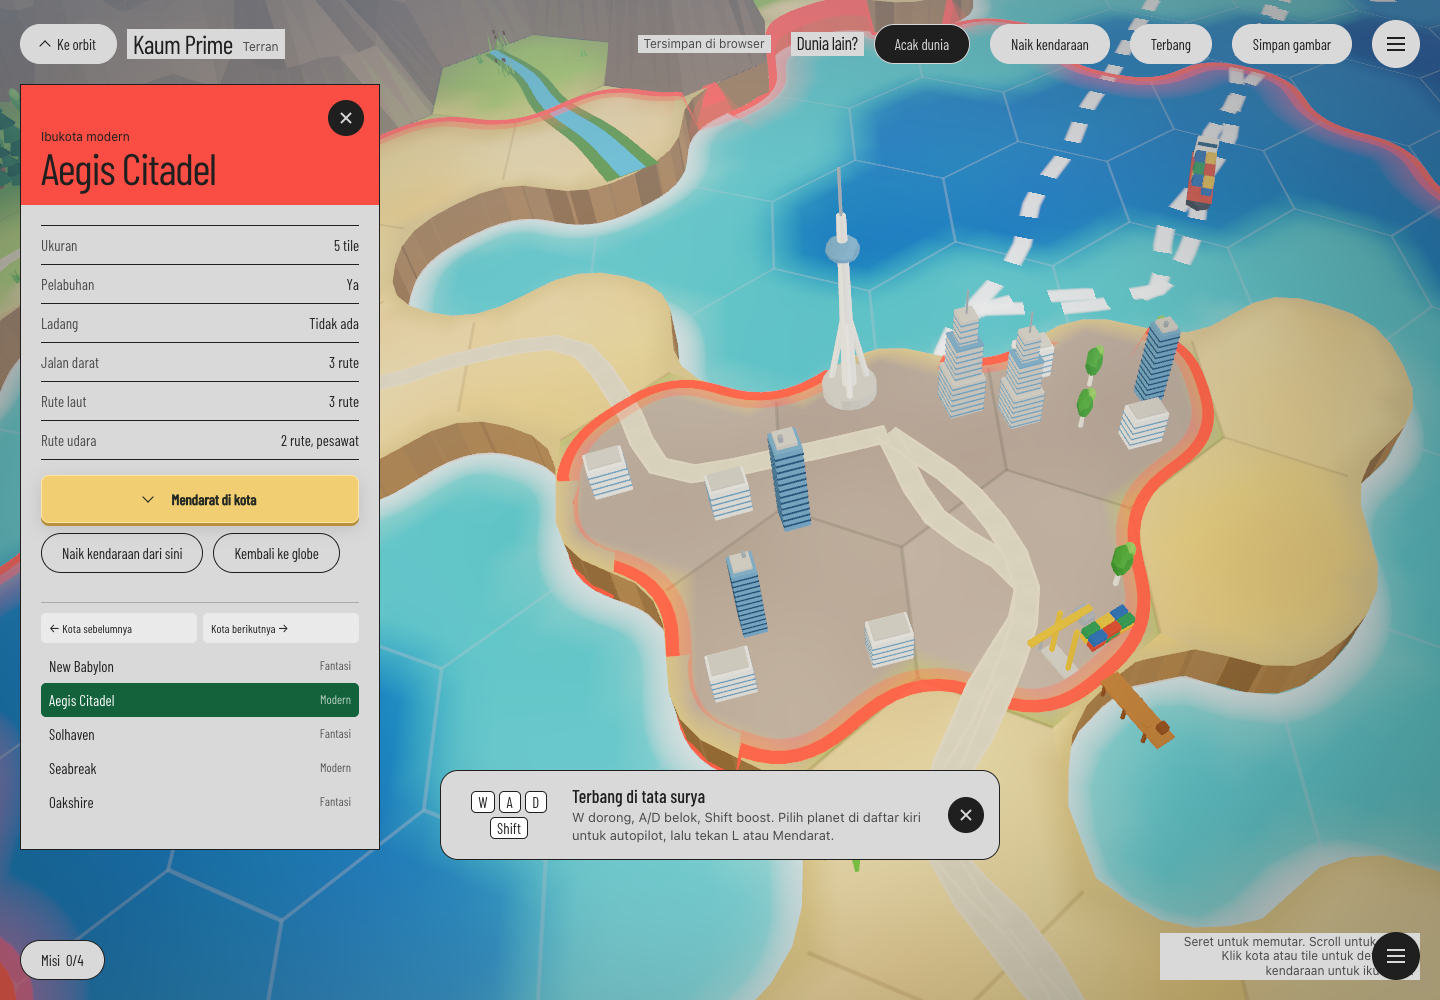 Ke orbit
Kaum Prime Terran
Tersimpan di browser
Dunia lain?
Acak dunia
Naik kendaraan
Terbang
Simpan gambar
Ibukota modern
Aegis Citadel
Ukuran 5 tile
Pelabuhan Ya
Ladang Tidak ada
Jalan darat 3 rute
Rute laut 3 rute
Rute udara 2 rute, pesawat
Mendarat di kota
Naik kendaraan dari sini
Kembali ke globe
← Kota sebelumnya
Kota berikutnya →
New Babylon Fantasi
Aegis Citadel Modern
Solhaven Fantasi
Seabreak Modern
Oakshire Fantasi
W A D
Shift
Terbang di tata surya
W dorong, A/D belok, Shift boost. Pilih planet di daftar kiri
untuk autopilot, lalu tekan L atau Mendarat.
Misi 0/4
Seret untuk memutar. Scroll untuk
Klik kota atau tile untuk
kendaraan untuk